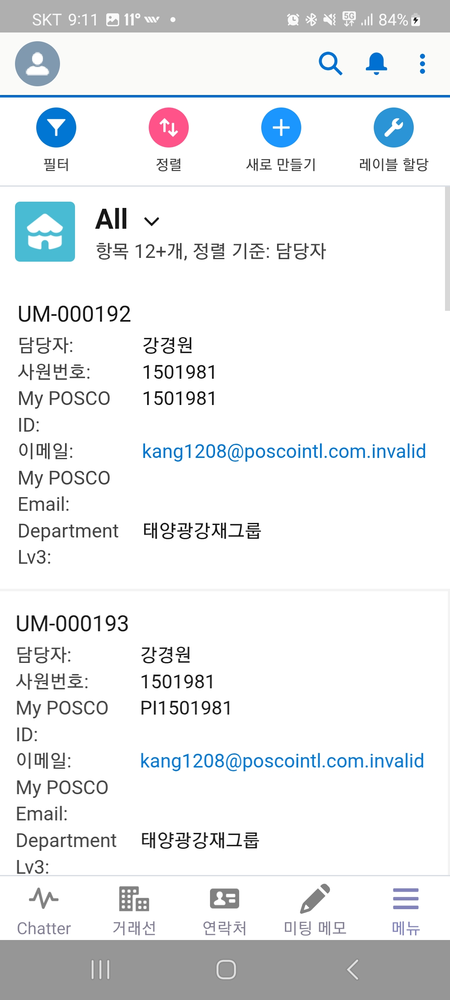 SKT 9:11 11° 5G 84%
필터 정렬 새로 만들기 레이블 할당
All
항목 12+개, 정렬 기준: 담당자
UM-000192
담당자: 강경원
사원번호: 1501981
My POSCO 1501981
ID:
이메일: kang1208@poscointl.com.invalid
My POSCO
Email:
Department 태양광강재그룹
Lv3:
UM-000193
담당자: 강경원
사원번호: 1501981
My POSCO PI1501981
ID:
이메일: kang1208@poscointl.com.invalid
My POSCO
Email:
Department 태양광강재그룹
Lv3:
Chatter 거래선 연락처 미팅 메모 메뉴